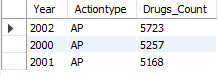 Year Actiontype Drugs_Count
2002 AP 5723
2000 AP 5257
2001 AP 5168